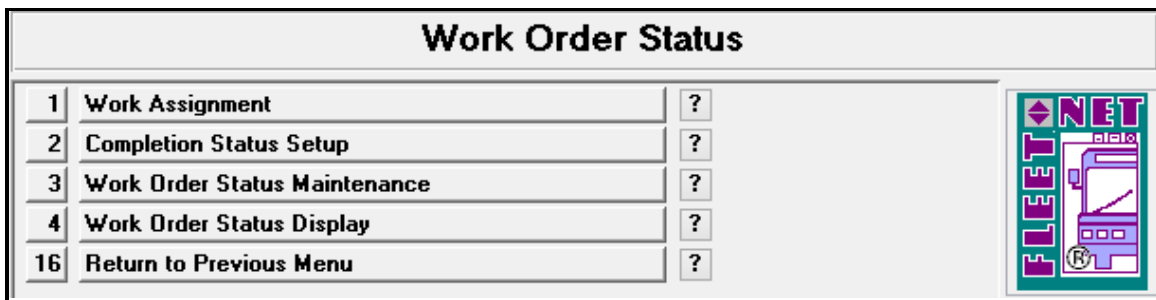 Work Order Status
1 Work Assignment ?
2 Completion Status Setup ?
3 Work Order Status Maintenance ?
4 Work Order Status Display ?
16 Return to Previous Menu ?
FLEET NET
®